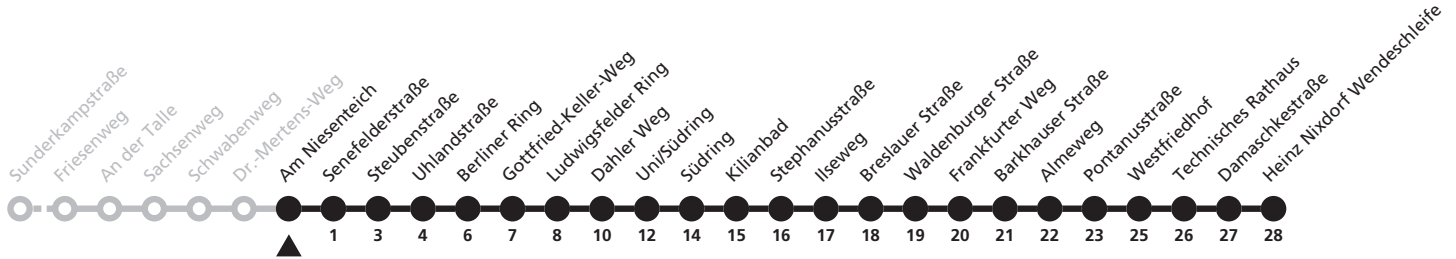 Sunderkampstraße
Friesenweg
An der Talle
Sachsenweg
Schwabenweg
Dr.-Mertens-Weg
Am Niesenteich
Senefelderstraße
Steubenstraße
Uhlandstraße
Berliner Ring
Gottfried-Keller-Weg
Ludwigsfelder Ring
Dahler Weg
Uni/Südring
Südring
Kilianbad
Stephanusstraße
Ilseweg
Breslauer Straße
Waldenburger Straße
Frankfurter Weg
Barkhauser Straße
Almeweg
Pontanusstraße
Westfriedhof
Technisches Rathaus
Damaschkestraße
Heinz Nixdorf Wendeschleife
1 3 4 6 7 8 10 12 14 15 16 17 18 19 20 21 22 23 25 26 27 28